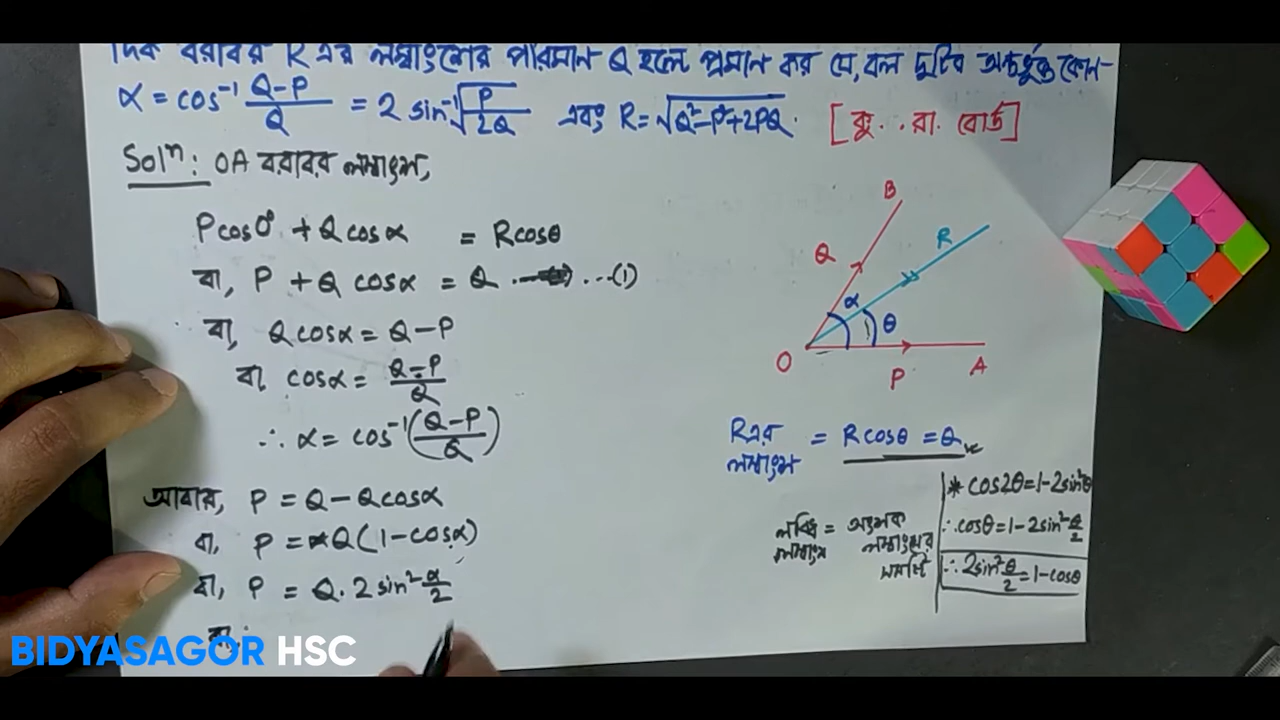 দিক বরাবর R এর লম্বাংশের পরিমান Q হলে প্রমান কর যে, বল দুটির অন্তর্ভুক্ত কোন-
α = cos⁻¹ (Q-P)/Q = 2 sin⁻¹ √(P/2Q) এবং R = √(Q²-P²+2PQ). [কু. . রা. বোর্ড]
Solⁿ: OA বরাবর লম্বাংশ,
P cos0° + Q cosα = R cosθ
বা, P + Q cosα = Q ...(1)
বা, Q cosα = Q - P
বা, cosα = (Q-P)/Q
∴ α = cos⁻¹((Q-P)/Q)
আবার, P = Q - Q cosα
বা, P = Q(1 - cosα)
বা, P = Q. 2 sin² α/2
বা,
B
R
Q
α
θ
O
P
A
R এর লম্বাংশ = R cosθ = Q
লব্ধি লম্বাংশ = অংশক লম্বাংশের সমষ্টি
* cos2θ = 1 - 2sin²θ
∴ cosθ = 1 - 2sin² θ/2
∴ 2sin² θ/2 = 1 - cosθ
BIDYASAGOR HSC